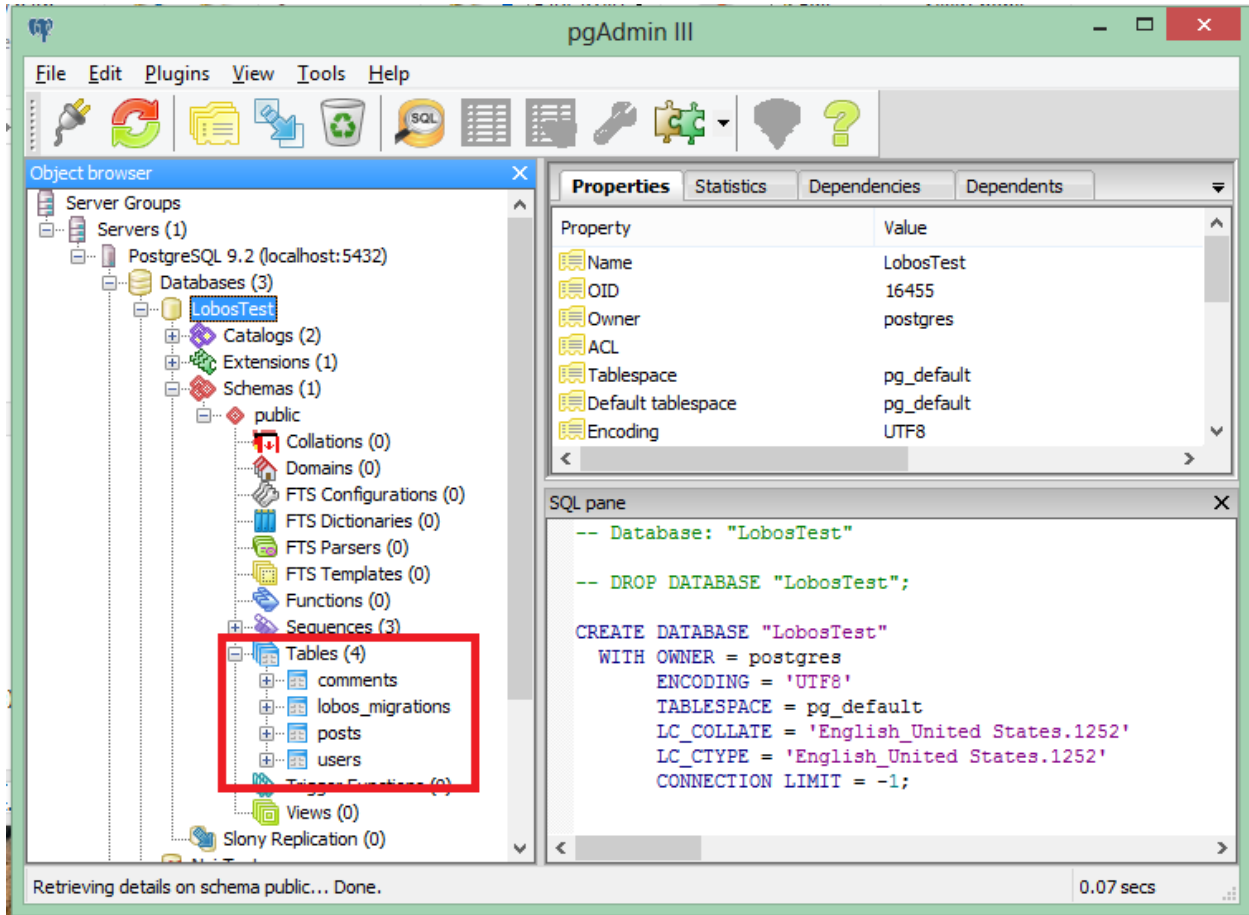 pgAdmin III
File Edit Plugins View Tools Help
SQL
Object browser
Server Groups
Servers (1)
PostgreSQL 9.2 (localhost:5432)
Databases (3)
LobosTest
Catalogs (2)
Extensions (1)
Schemas (1)
public
Collations (0)
Domains (0)
FTS Configurations (0)
FTS Dictionaries (0)
FTS Parsers (0)
FTS Templates (0)
Functions (0)
Sequences (3)
Tables (4)
comments
lobos_migrations
posts
users
Trigger Functions (0)
Views (0)
Slony Replication (0)
Properties Statistics Dependencies Dependents
Property Value
Name LobosTest
OID 16455
Owner postgres
ACL
Tablespace pg_default
Default tablespace pg_default
Encoding UTF8
SQL pane
-- Database: "LobosTest"
-- DROP DATABASE "LobosTest";
CREATE DATABASE "LobosTest"
WITH OWNER = postgres
ENCODING = 'UTF8'
TABLESPACE = pg_default
LC_COLLATE = 'English_United States.1252'
LC_CTYPE = 'English_United States.1252'
CONNECTION LIMIT = -1;
Retrieving details on schema public... Done.
0.07 secs